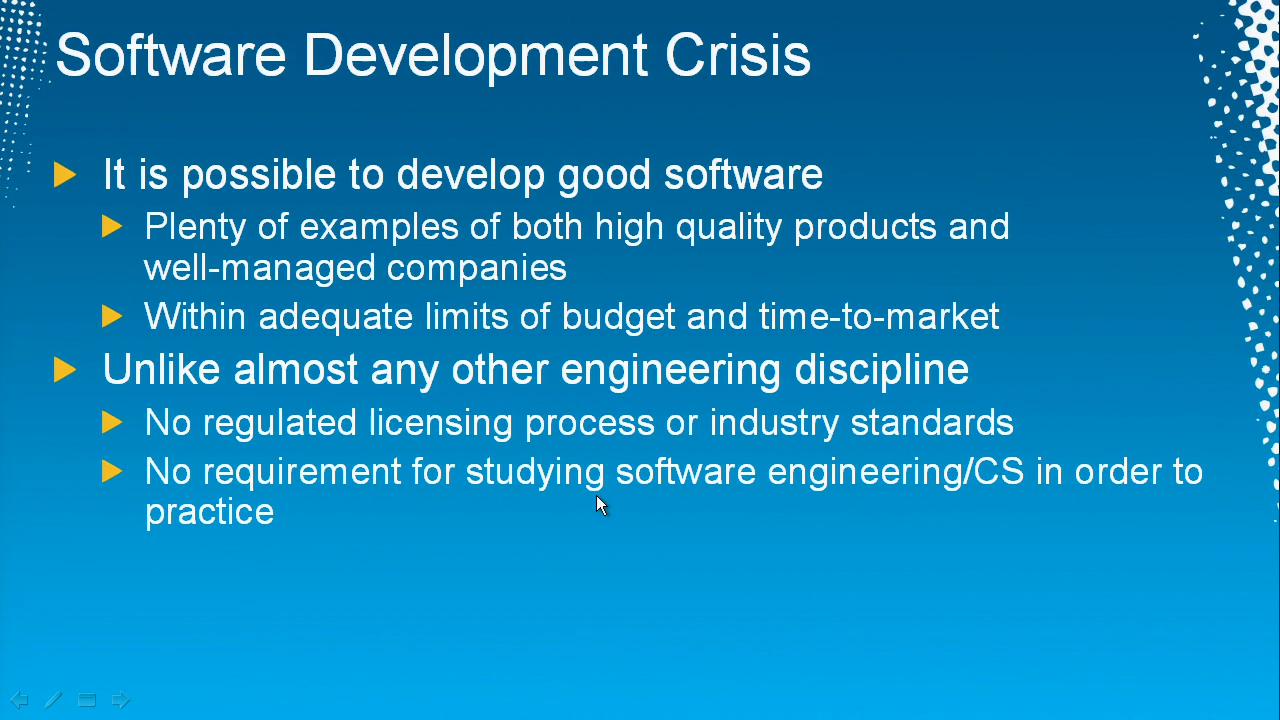 Software Development Crisis
It is possible to develop good software
Plenty of examples of both high quality products and
well-managed companies
Within adequate limits of budget and time-to-market
Unlike almost any other engineering discipline
No regulated licensing process or industry standards
No requirement for studying software engineering/CS in order to
practice